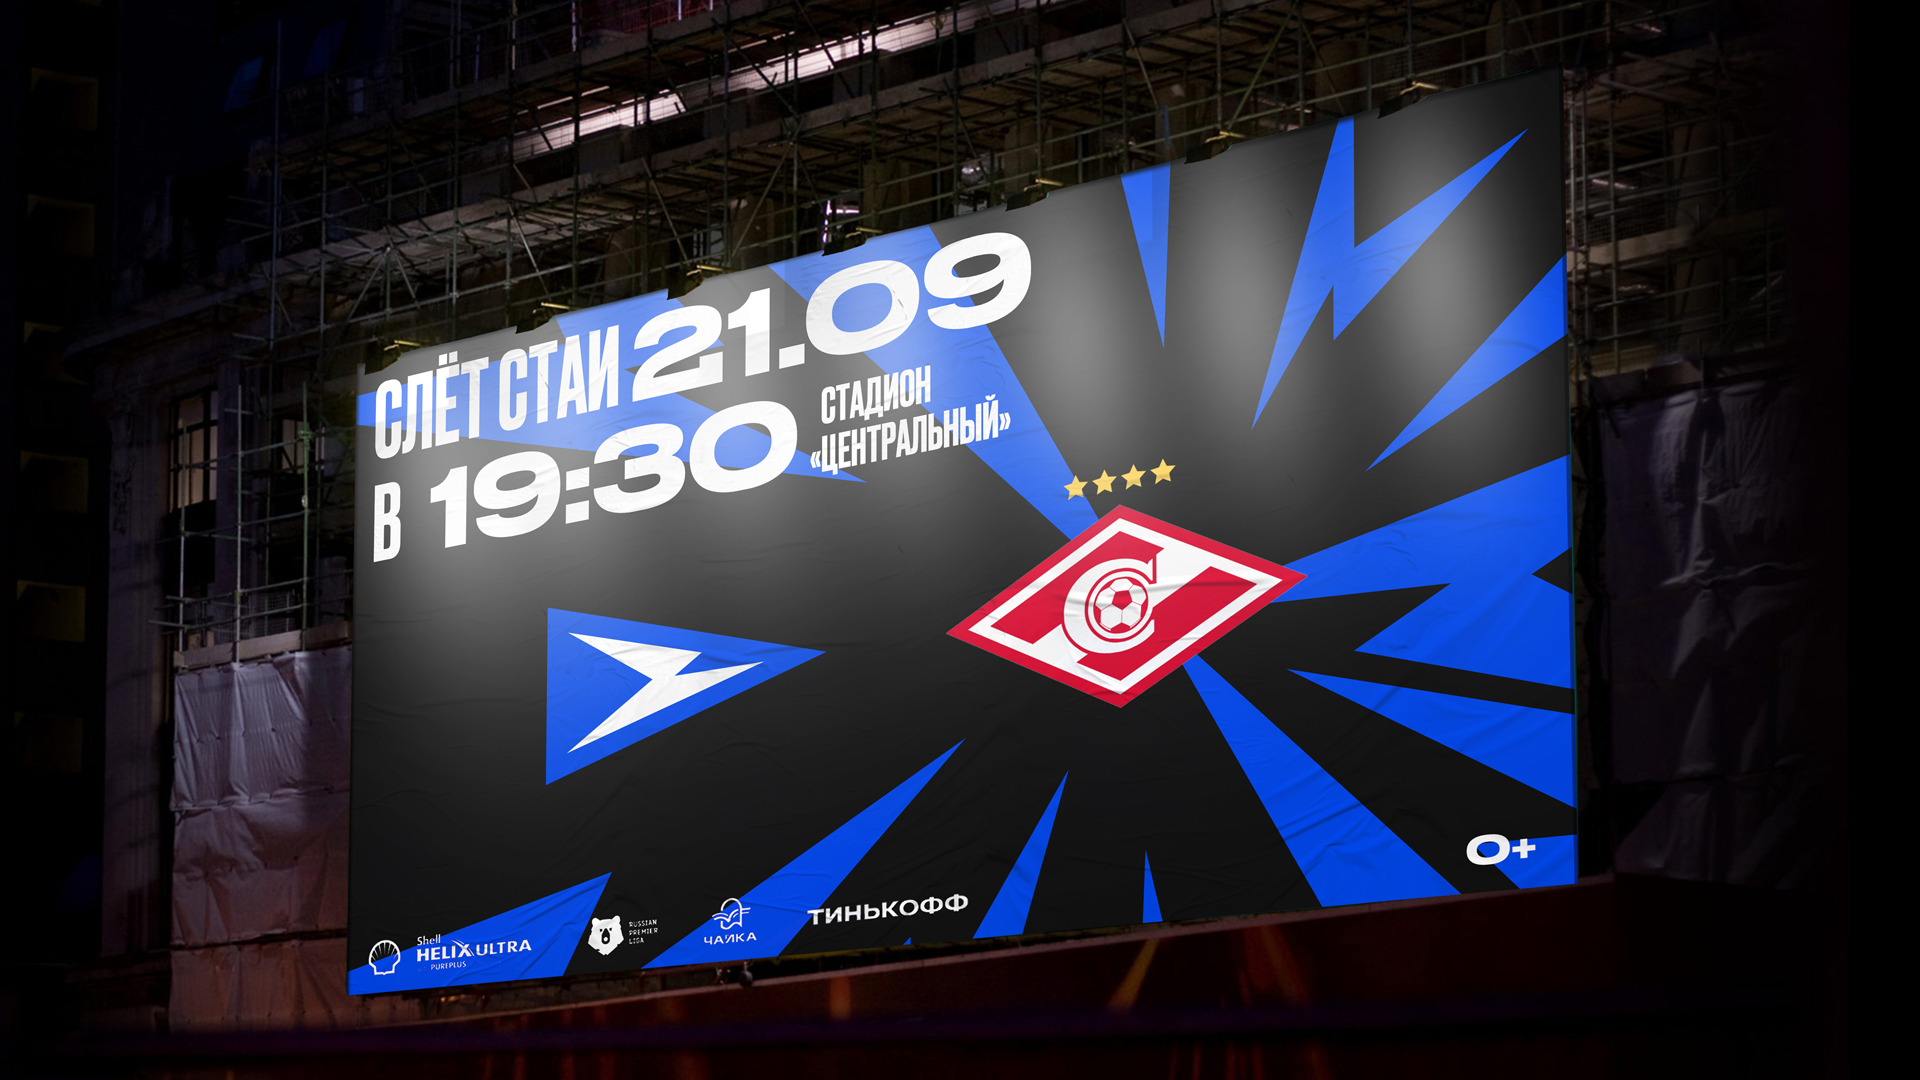 СЛЁТ СТАИ 21.09
В 19:30
СТАДИОН
«ЦЕНТРАЛЬНЫЙ»
С
Shell
HELIX ULTRA
PUREPLUS
RUSSIAN
PREMIER
LIGA
ЧАЙКА
ТИНЬКОФФ
0+